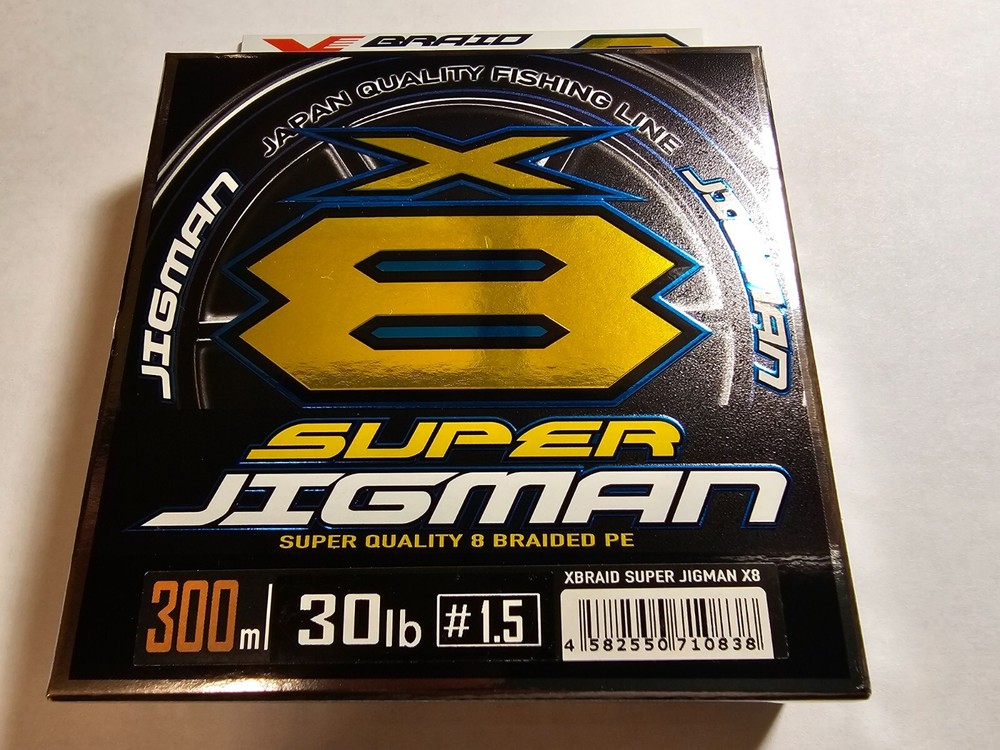 XBRAID
JAPAN QUALITY FISHING LINE
JIGMAN
X
8
JIGMAN
SUPER
JIGMAN
SUPER QUALITY 8 BRAIDED PE
300m
30lb
#1.5
XBRAID SUPER JIGMAN X8
4 582550 710838